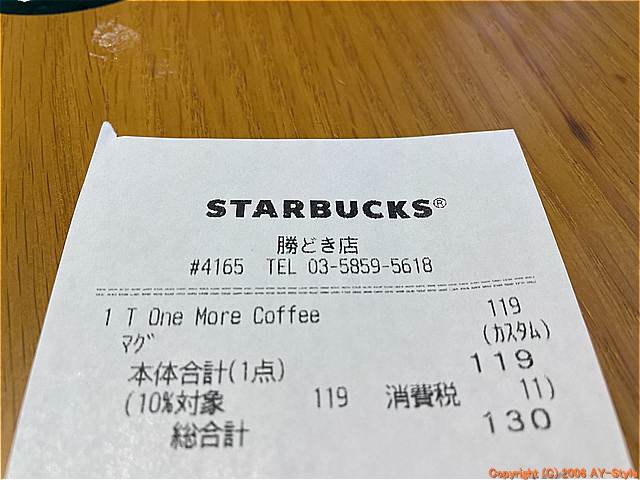 STARBUCKS®
勝どき店
#4165 TEL 03-5859-5618
1 T One More Coffee 119
マグ (カスタム)
本体合計(1点) 119
(10%対象 119 消費税 11)
総合計 130
Copyright (C) 2006 AY-Style